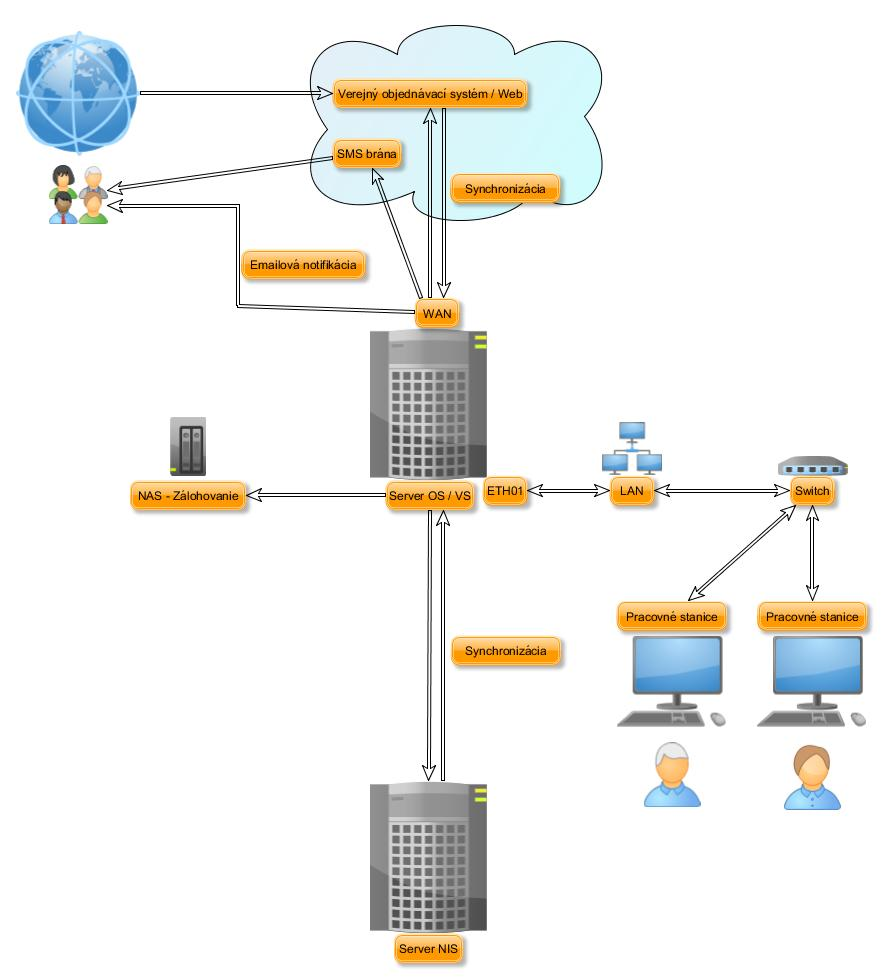 Verejný objednávací systém / Web
SMS brána
Synchronizácia
Emailová notifikácia
WAN
NAS - Zálohovanie
Server OS / VS
ETH01
LAN
Switch
Pracovné stanice
Pracovné stanice
Synchronizácia
Server NIS